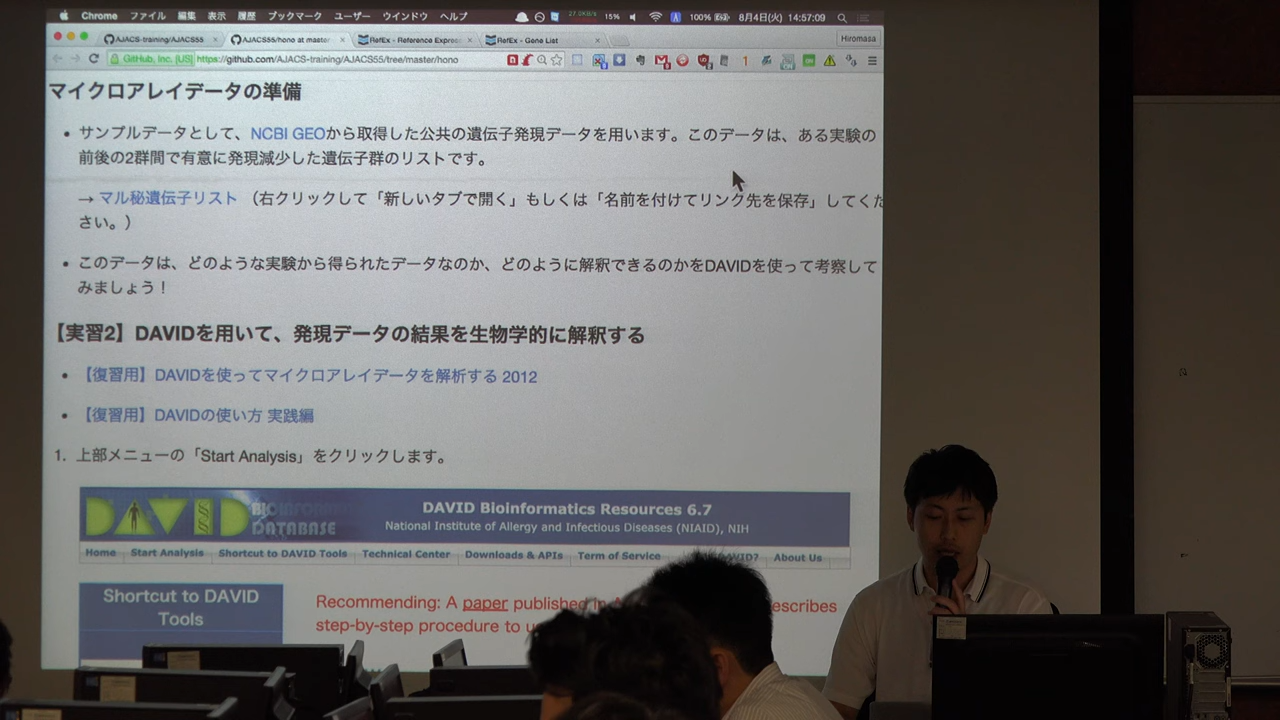 Chrome ファイル 編集 表示 履歴 ブックマーク ユーザー ウインドウ ヘルプ 15% 100% 8月4日(火) 14:57:09
AJACS-training/AJACS55 AJACS55/hono at master RefEx - Reference Express RefEx - Gene List Hiromasa
GitHub, Inc. [US] https://github.com/AJACS-training/AJACS55/tree/master/hono
マイクロアレイデータの準備
• サンプルデータとして、NCBI GEOから取得した公共の遺伝子発現データを用います。このデータは、ある実験の
前後の2群間で有意に発現減少した遺伝子群のリストです。
→ マル秘遺伝子リスト （右クリックして「新しいタブで開く」もしくは「名前を付けてリンク先を保存」してくだ
さい。）
• このデータは、どのような実験から得られたデータなのか、どのように解釈できるのかをDAVIDを使って考察して
みましょう！
【実習2】DAVIDを用いて、発現データの結果を生物学的に解釈する
• 【復習用】DAVIDを使ってマイクロアレイデータを解析する 2012
• 【復習用】DAVIDの使い方 実践編
1. 上部メニューの「Start Analysis」をクリックします。
DAVID BIOINFORMATICS DATABASE
DAVID Bioinformatics Resources 6.7
National Institute of Allergy and Infectious Diseases (NIAID), NIH
Home Start Analysis Shortcut to DAVID Tools Technical Center Downloads & APIs Term of Service DAVID? About Us
Shortcut to DAVID
Tools
Recommending: A paper published in escribes
step-by-step procedure to